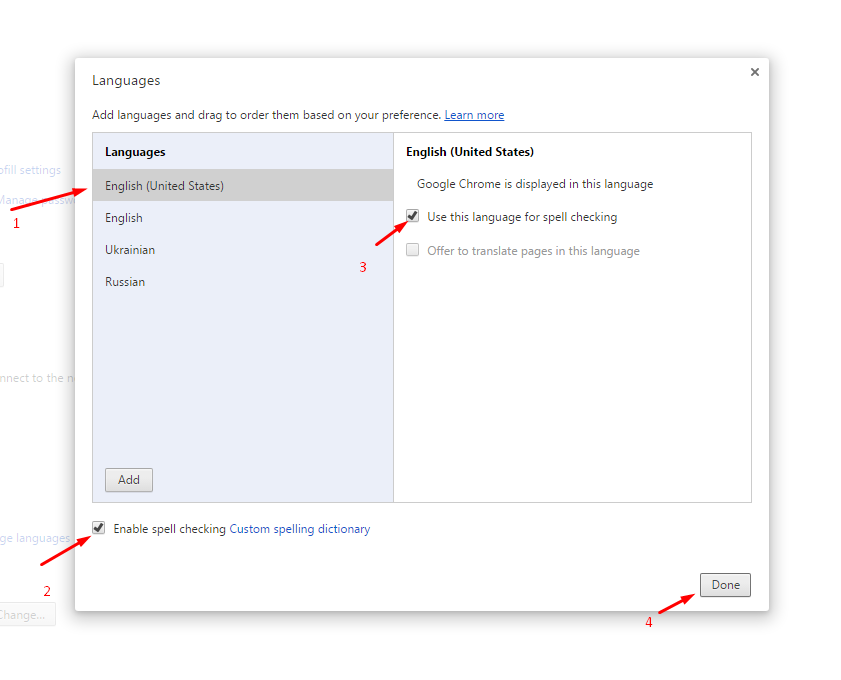 Languages
Add languages and drag to order them based on your preference. Learn more
Languages
English (United States)
English
Ukrainian
Russian
Add
English (United States)
Google Chrome is displayed in this language
Use this language for spell checking
Offer to translate pages in this language
Enable spell checking Custom spelling dictionary
Done
ofill settings
Manage passw
1
3
nnect to the n
ge languages
2
Change...
4